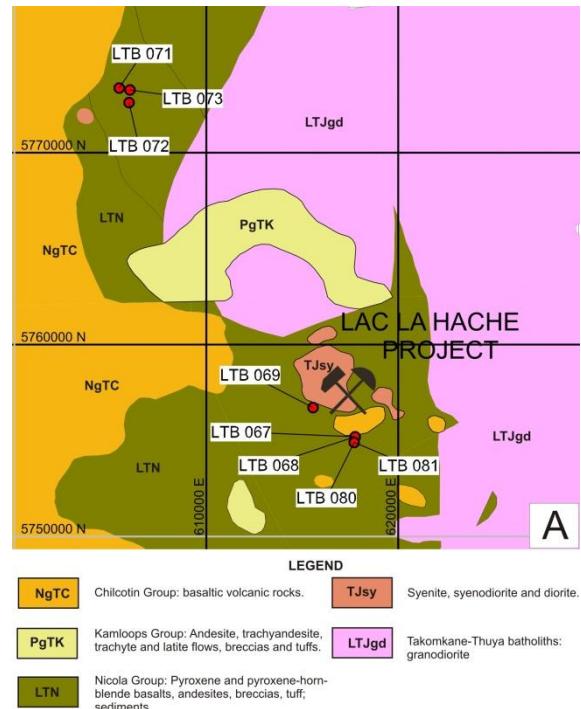 LTB 071
LTB 073
LTJgd
LTB 072
5770000 N
LTN
PgTK
NgTC
LAC LA HACHE
PROJECT
5760000 N
TJsy
LTB 069
NgTC
LTB 067
LTJgd
LTB 068
LTB 081
LTN
LTB 080
610000 E
620000 E
5750000 N
A
LEGEND
NgTC
Chilcotin Group: basaltic volcanic rocks.
TJsy
Syenite, syenodiorite and diorite.
PgTK
Kamloops Group: Andesite, trachyandesite,
trachyte and latite flows, breccias and tuffs.
LTJgd
Takomkane-Thuya batholiths:
granodiorite
LTN
Nicola Group: Pyroxene and pyroxene-horn-
blende basalts, andesites, breccias, tuff;
sediments